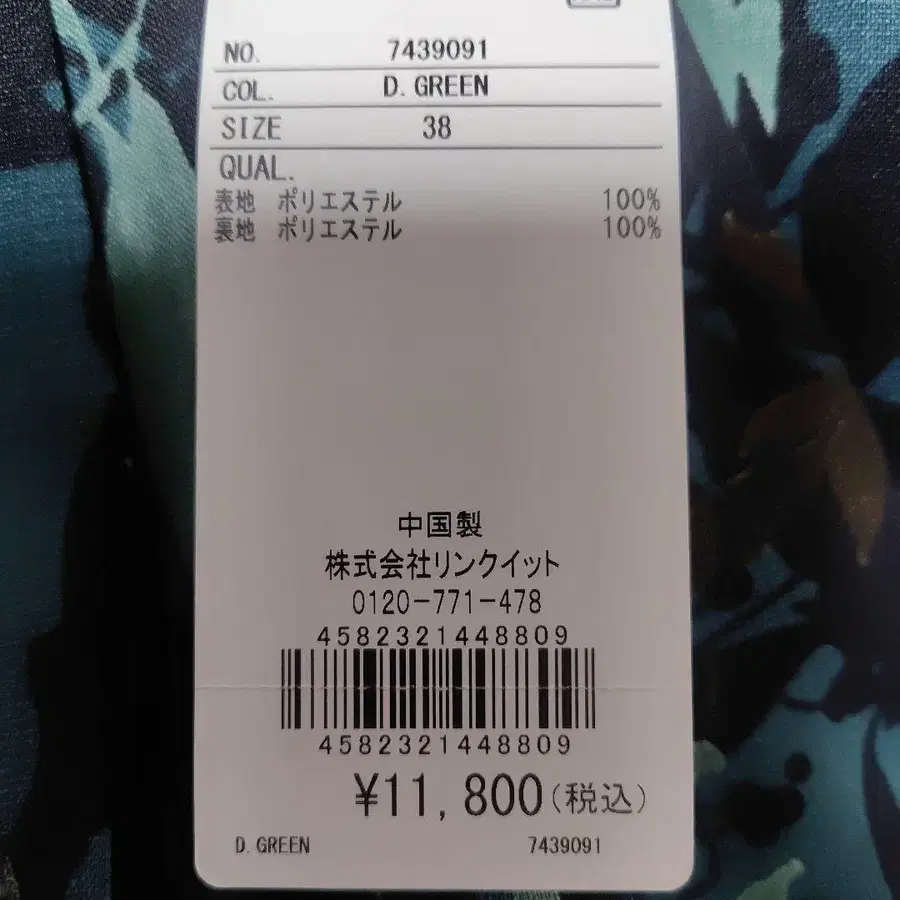 NO. 7439091
COL. D. GREEN
SIZE 38
QUAL.
表地 ポリエステル 100%
裏地 ポリエステル 100%
中国製
株式会社リンクイット
0120-771-478
4582321448809
4582321448809
¥11,800(税込)
D. GREEN 7439091